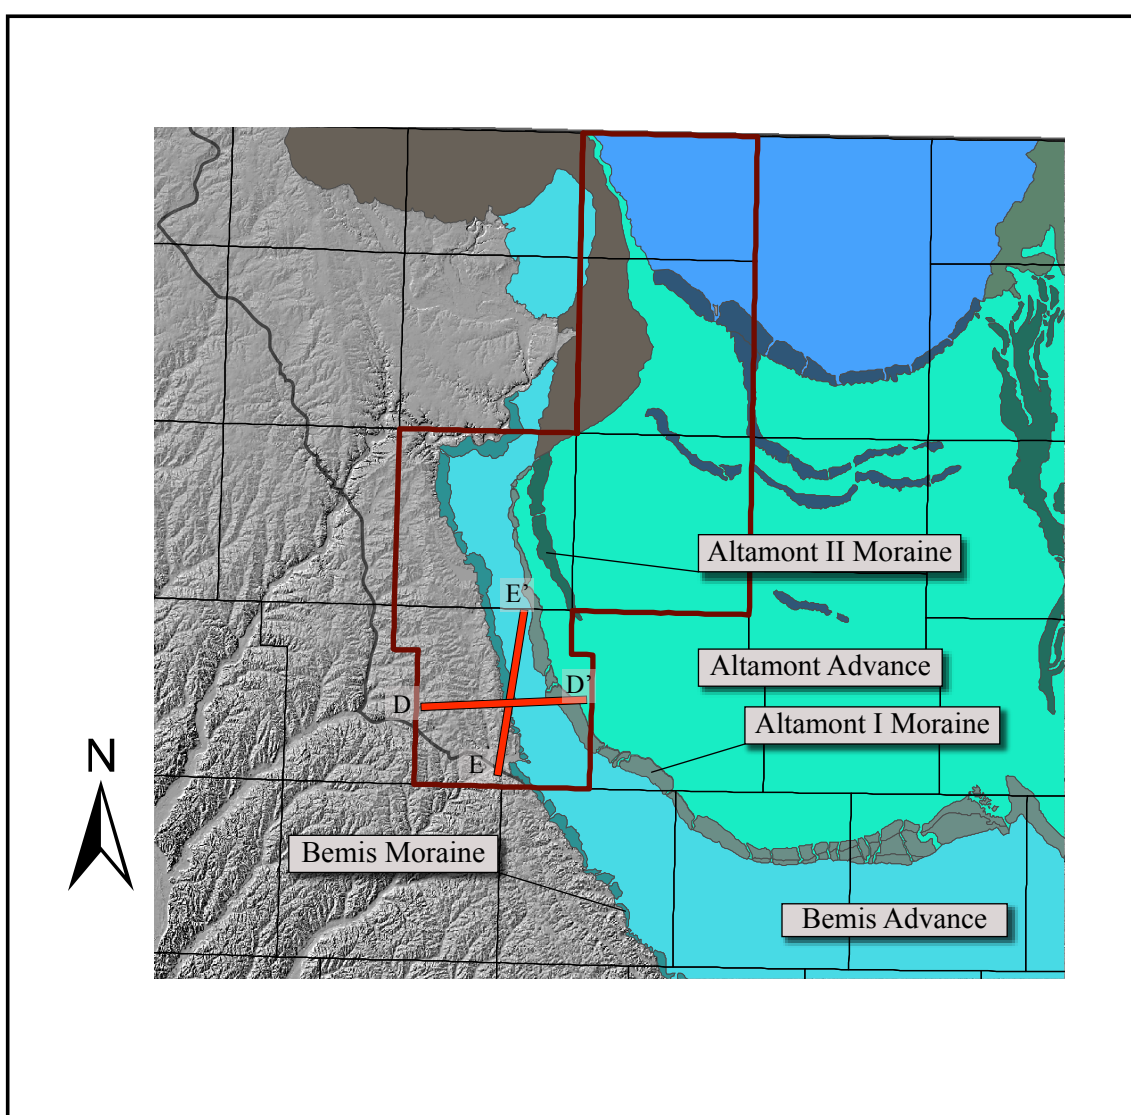 Altamont II Moraine
E’
Altamont Advance
D
D’
Altamont I Moraine
N
E
Bemis Moraine
Bemis Advance